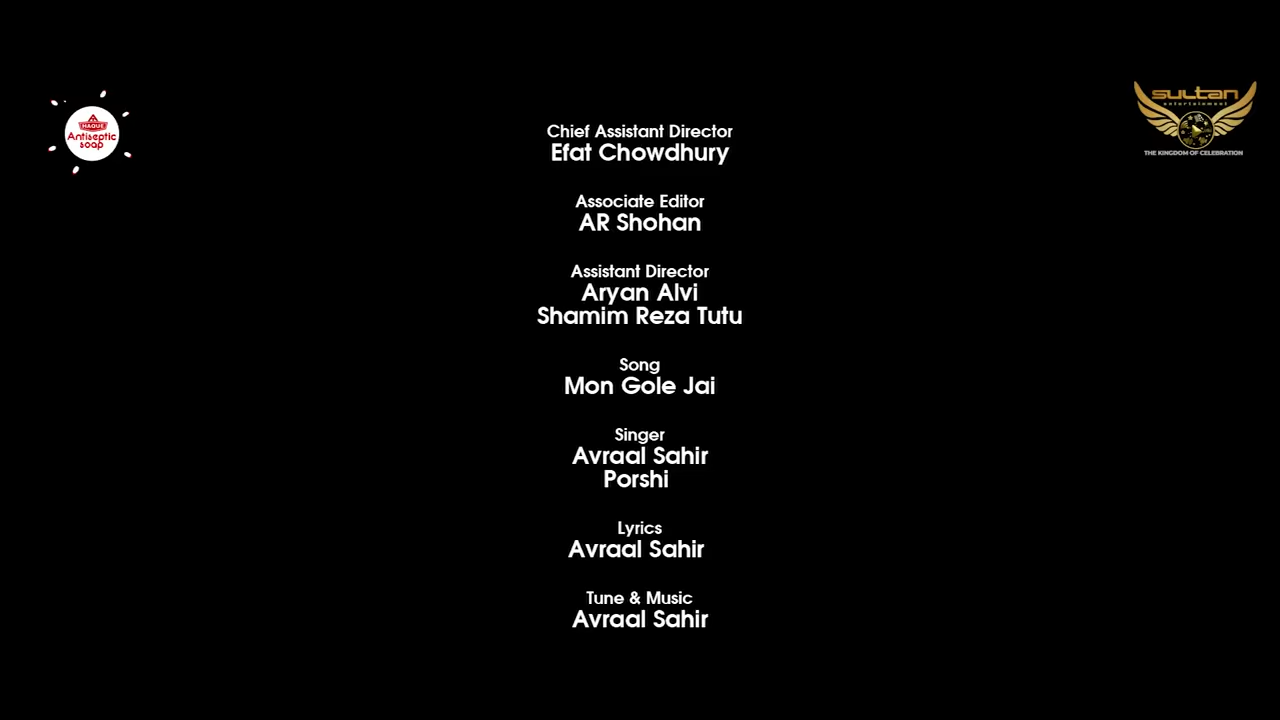 HAQUE
Antiseptic
soap
sultan
entertainment
THE KINGDOM OF CELEBRATION
Chief Assistant Director
Efat Chowdhury
Associate Editor
AR Shohan
Assistant Director
Aryan Alvi
Shamim Reza Tutu
Song
Mon Gole Jai
Singer
Avraal Sahir
Porshi
Lyrics
Avraal Sahir
Tune & Music
Avraal Sahir